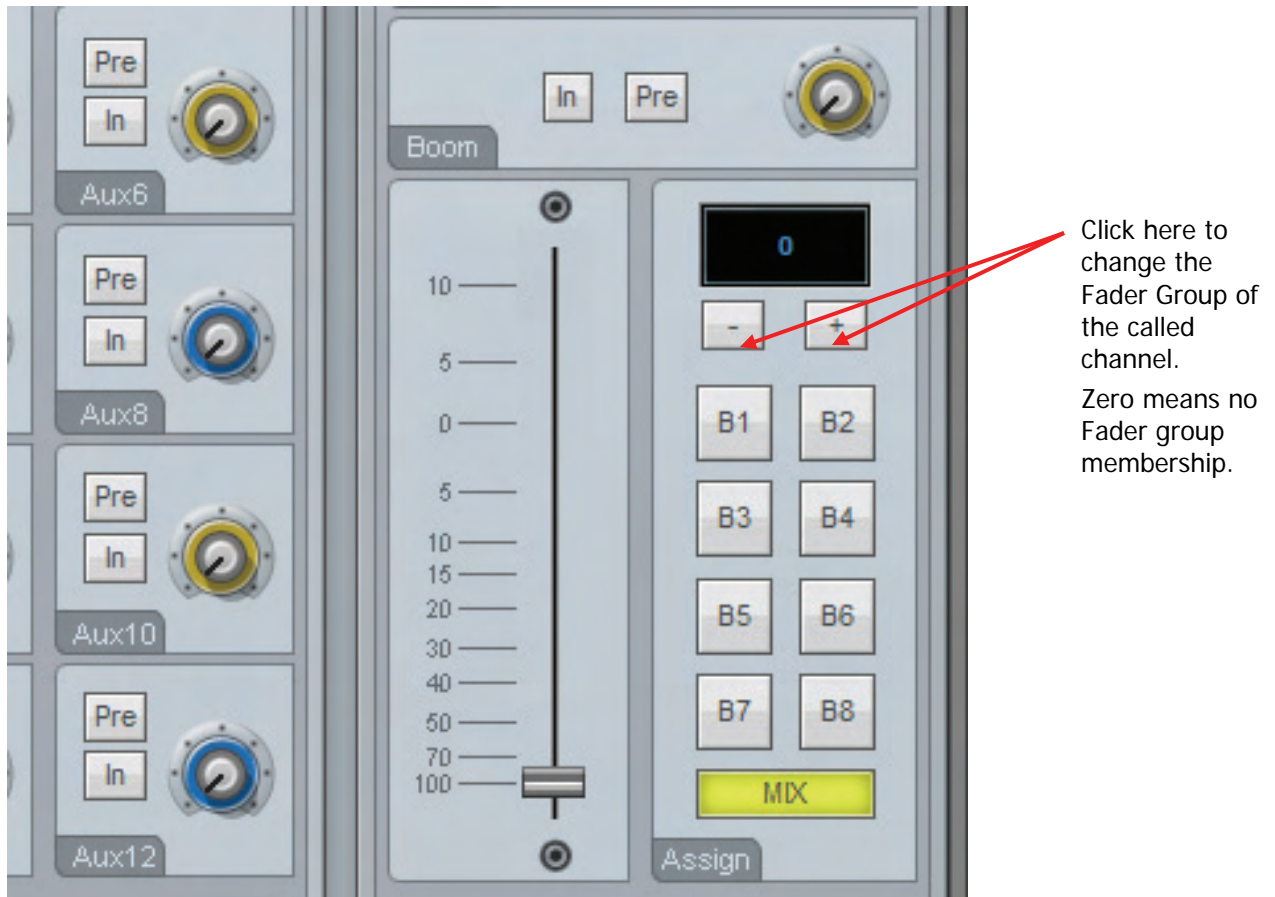 Pre
In
Aux6
Pre
In
Aux8
Pre
In
Aux10
Pre
In
Aux12
In Pre
Boom
10
5
0
5
10
15
20
30
40
50
70
100
0
- +
B1 B2
B3 B4
B5 B6
B7 B8
MIX
Assign
Click here to
change the
Fader Group of
the called
channel.
Zero means no
Fader group
membership.